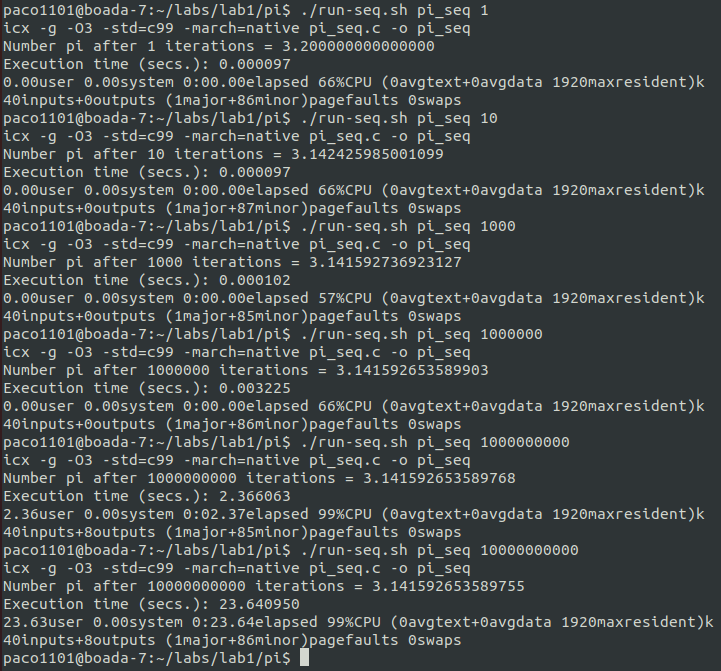 paco1101@boada-7:~/labs/lab1/pi$ ./run-seq.sh pi_seq 1
icx -g -O3 -std=c99 -march=native pi_seq.c -o pi_seq
Number pi after 1 iterations = 3.200000000000000
Execution time (secs.): 0.000097
0.00user 0.00system 0:00.00elapsed 66%CPU (0avgtext+0avgdata 1920maxresident)k
40inputs+0outputs (1major+86minor)pagefaults 0swaps
paco1101@boada-7:~/labs/lab1/pi$ ./run-seq.sh pi_seq 10
icx -g -O3 -std=c99 -march=native pi_seq.c -o pi_seq
Number pi after 10 iterations = 3.142425985001099
Execution time (secs.): 0.000097
0.00user 0.00system 0:00.00elapsed 66%CPU (0avgtext+0avgdata 1920maxresident)k
40inputs+0outputs (1major+87minor)pagefaults 0swaps
paco1101@boada-7:~/labs/lab1/pi$ ./run-seq.sh pi_seq 1000
icx -g -O3 -std=c99 -march=native pi_seq.c -o pi_seq
Number pi after 1000 iterations = 3.141592736923127
Execution time (secs.): 0.000102
0.00user 0.00system 0:00.00elapsed 57%CPU (0avgtext+0avgdata 1920maxresident)k
40inputs+0outputs (1major+85minor)pagefaults 0swaps
paco1101@boada-7:~/labs/lab1/pi$ ./run-seq.sh pi_seq 1000000
icx -g -O3 -std=c99 -march=native pi_seq.c -o pi_seq
Number pi after 1000000 iterations = 3.141592653589903
Execution time (secs.): 0.003225
0.00user 0.00system 0:00.00elapsed 66%CPU (0avgtext+0avgdata 1920maxresident)k
40inputs+0outputs (1major+86minor)pagefaults 0swaps
paco1101@boada-7:~/labs/lab1/pi$ ./run-seq.sh pi_seq 1000000000
icx -g -O3 -std=c99 -march=native pi_seq.c -o pi_seq
Number pi after 1000000000 iterations = 3.141592653589768
Execution time (secs.): 2.366063
2.36user 0.00system 0:02.37elapsed 99%CPU (0avgtext+0avgdata 1920maxresident)k
40inputs+8outputs (1major+85minor)pagefaults 0swaps
paco1101@boada-7:~/labs/lab1/pi$ ./run-seq.sh pi_seq 10000000000
icx -g -O3 -std=c99 -march=native pi_seq.c -o pi_seq
Number pi after 10000000000 iterations = 3.141592653589755
Execution time (secs.): 23.640950
23.63user 0.00system 0:23.64elapsed 99%CPU (0avgtext+0avgdata 1920maxresident)k
40inputs+8outputs (1major+86minor)pagefaults 0swaps
paco1101@boada-7:~/labs/lab1/pi$